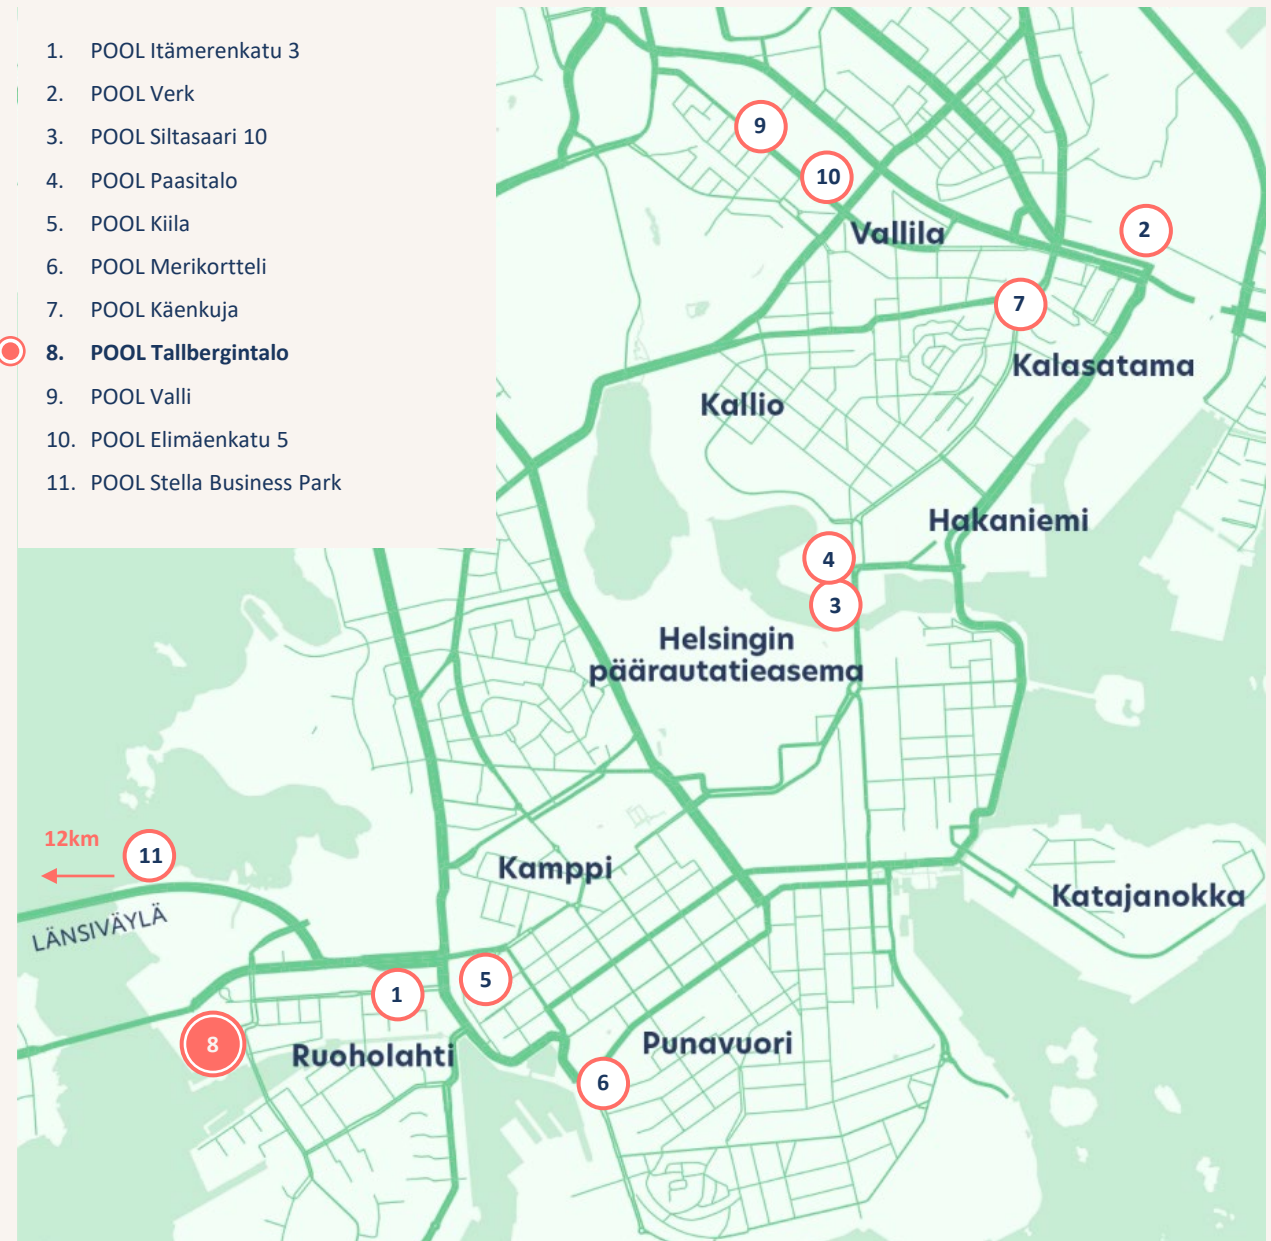 1. POOL Itämerenkatu 3
2. POOL Verk
3. POOL Siltasaari 10
4. POOL Paasitalo
5. POOL Kiila
6. POOL Merikortteli
7. POOL Käenkuja
8. POOL Tallbergintalo
9. POOL Valli
10. POOL Elimäenkatu 5
11. POOL Stella Business Park
9
10
2
Vallila
7
Kalasatama
Kallio
Hakaniemi
4
3
Helsingin
päärautatieasema
12km
11
Kamppi
Katajanokka
LÄNSIVÄYLÄ
5
1
8
Ruoholahti
Punavuori
6